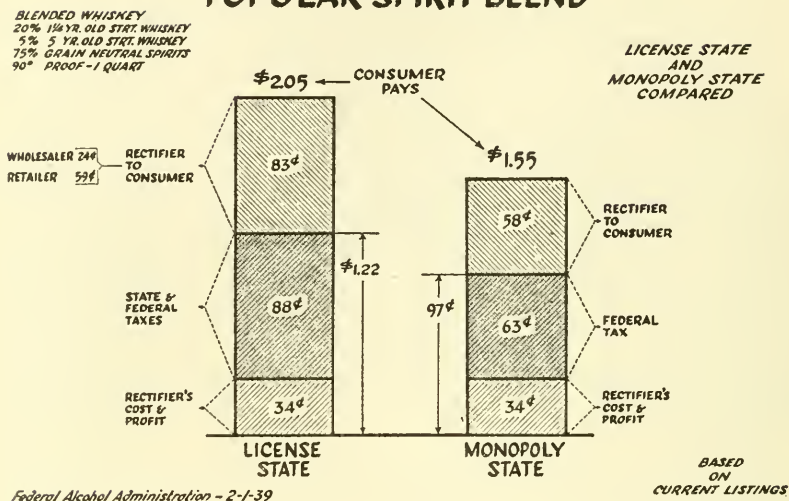 POPULAR SPIRIT BLEND
BLENDED WHISKEY
20% 1¼ YR. OLD STRT. WHISKEY
5% 5 YR. OLD STRT. WHISKEY
75% GRAIN NEUTRAL SPIRITS
90° PROOF - 1 QUART
LICENSE STATE
AND
MONOPOLY STATE
COMPARED
$2.05
CONSUMER
PAYS
$1.55
WHOLESALER 24¢
RETAILER 59¢
RECTIFIER
TO
CONSUMER
83¢
STATE &
FEDERAL
TAXES
88¢
$1.22
RECTIFIER'S
COST &
PROFIT
34¢
LICENSE
STATE
58¢
RECTIFIER
TO
CONSUMER
97¢
63¢
FEDERAL
TAX
34¢
RECTIFIER'S
COST &
PROFIT
MONOPOLY
STATE
Federal Alcohol Administration - 2-1-39
BASED
ON
CURRENT LISTINGS